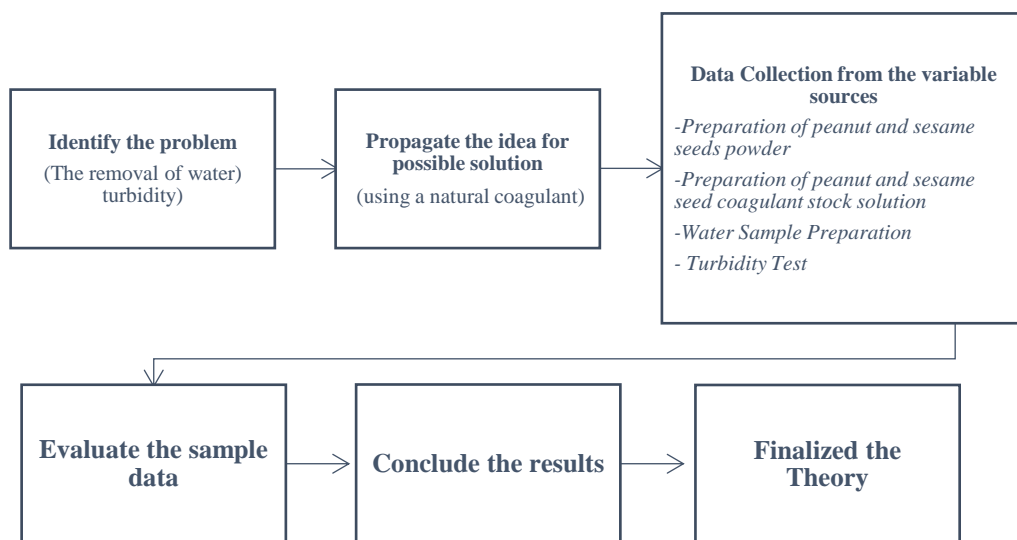 Identify the problem
(The removal of water)
turbidity)
Propagate the idea for
possible solution
(using a natural coagulant)
Data Collection from the variable
sources
-Preparation of peanut and sesame
seeds powder
-Preparation of peanut and sesame
seed coagulant stock solution
-Water Sample Preparation
- Turbidity Test
Evaluate the sample
data
Conclude the results
Finalized the
Theory